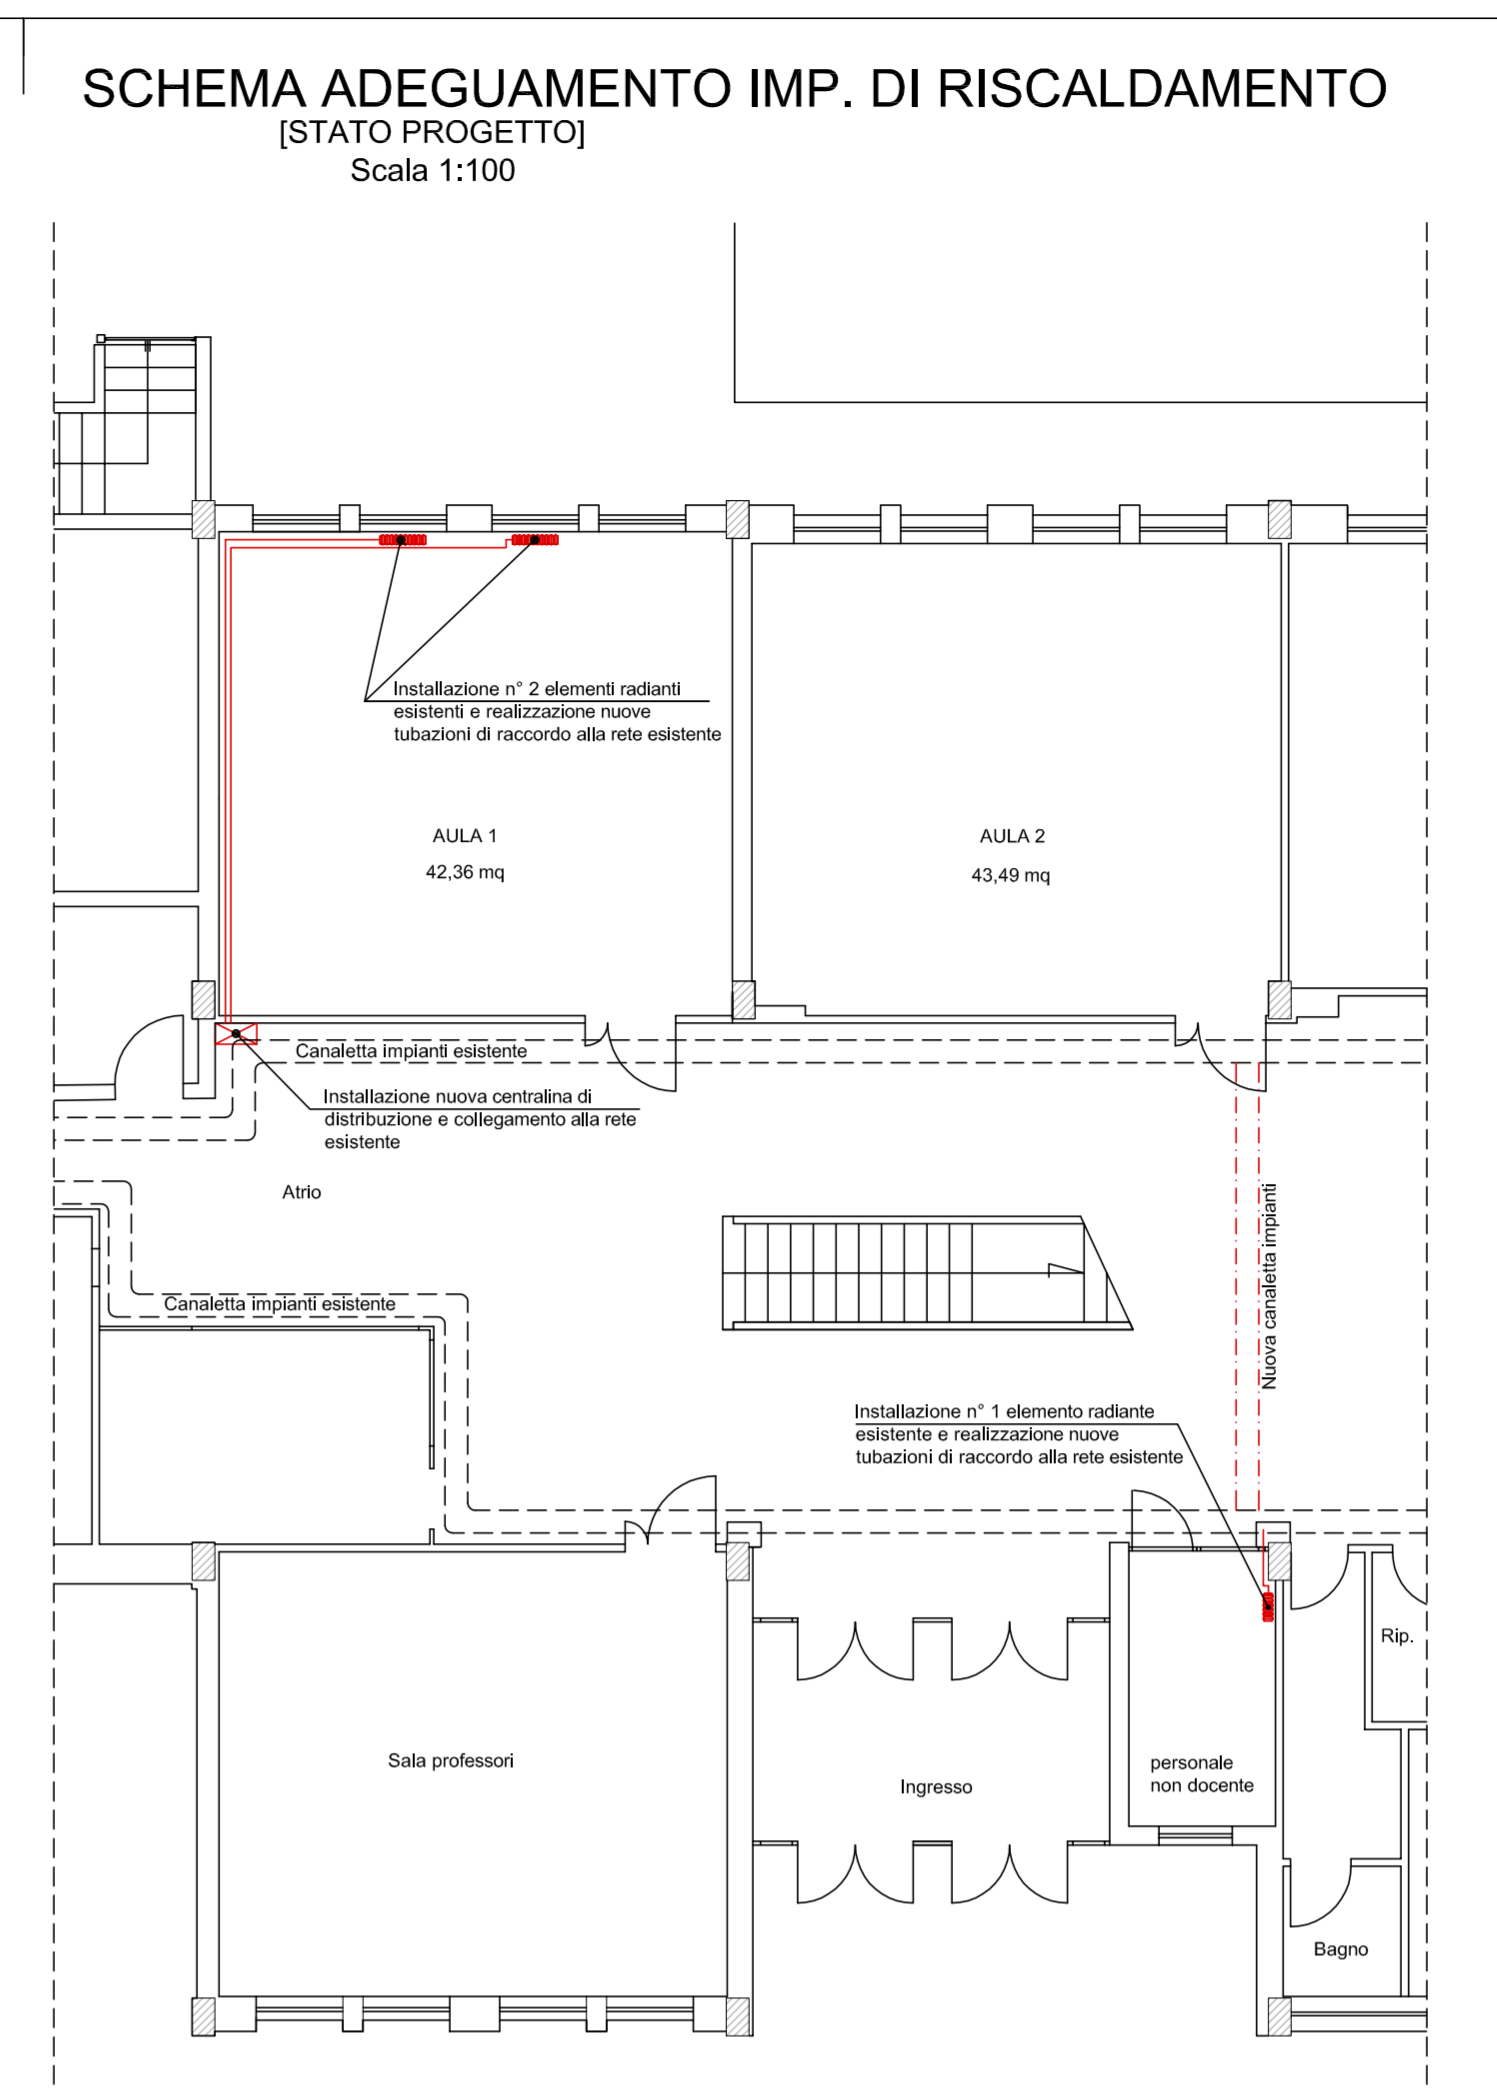 SCHEMA ADEGUAMENTO IMP. DI RISCALDAMENTO
[STATO PROGETTO]
Scala 1:100
Installazione n° 2 elementi radianti
esistenti e realizzazione nuove
tubazioni di raccordo alla rete esistente
AULA 1
42,36 mq
AULA 2
43,49 mq
Canaletta impianti esistente
Installazione nuova centralina di
distribuzione e collegamento alla rete
esistente
Atrio
Nuova canaletta impianti
Canaletta impianti esistente
Installazione n° 1 elemento radiante
esistente e realizzazione nuove
tubazioni di raccordo alla rete esistente
Rip.
Sala professori
Ingresso
personale
non docente
Bagno